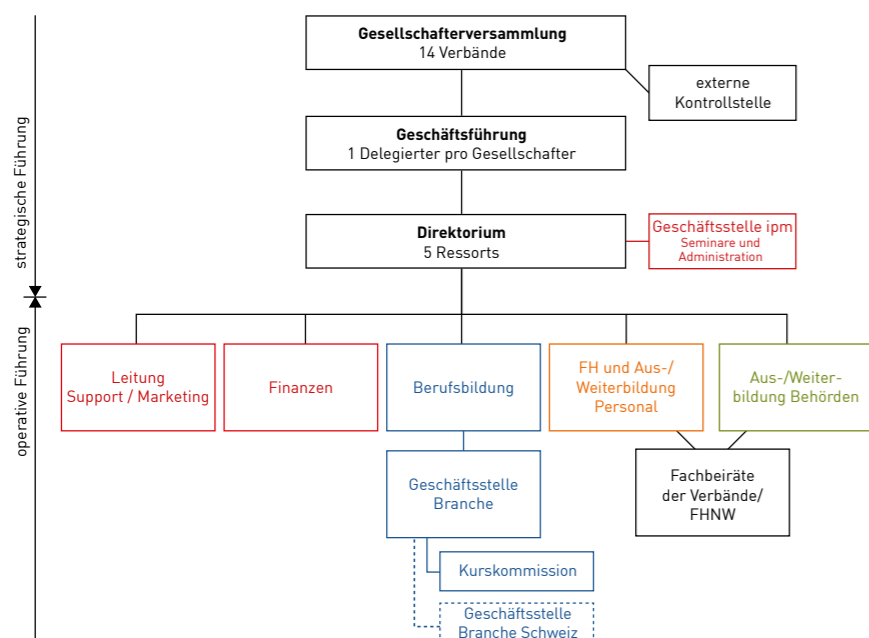 Gesellschafterversammlung
14 Verbände
externe
Kontrollstelle
Geschäftsführung
1 Delegierter pro Gesellschafter
strategische Führung
Direktorium
5 Ressorts
Geschäftsstelle ipm
Seminare und
Administration
operative Führung
Leitung
Support / Marketing
Finanzen
Berufsbildung
FH und Aus-/
Weiterbildung
Personal
Aus-/Weiter-
bildung Behörden
Geschäftsstelle
Branche
Fachbeiräte
der Verbände/
FHNW
Kurskommission
Geschäftsstelle
Branche Schweiz